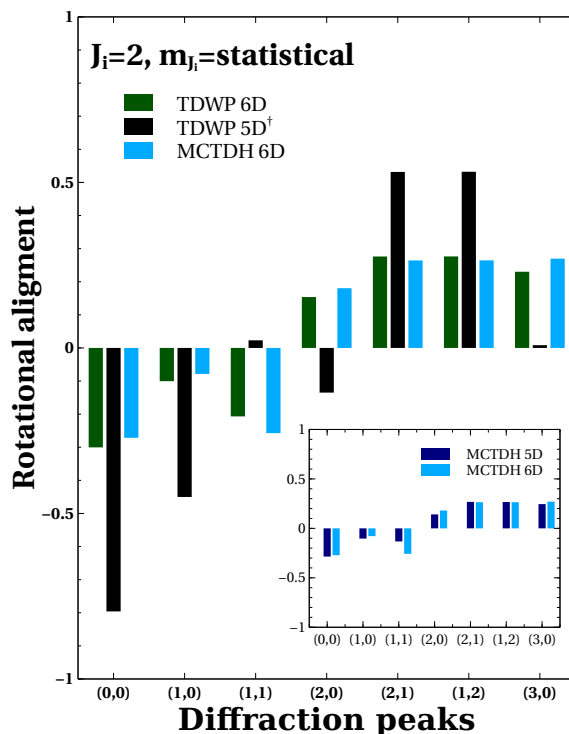 1
J_i=2, m_{J_i}=statistical
TDWP 6D
TDWP 5D†
MCTDH 6D
0.5
Rotational aligment
0
−0.5
−1
(0,0) (1,0) (1,1) (2,0) (2,1) (1,2) (3,0)
Diffraction peaks
1
MCTDH 5D
MCTDH 6D
0.5
0
−0.5
−1
(0,0) (1,0) (1,1) (2,0) (2,1) (1,2) (3,0)